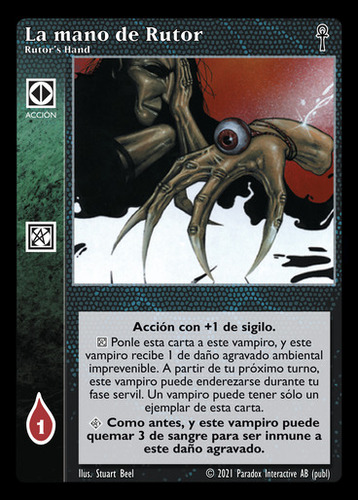 La mano de Rutor
Rutor's Hand
ACCIÓN
Acción con +1 de sigilo.
Ponle esta carta a este vampiro, y este
vampiro recibe 1 de daño agravado ambiental
imprevenible. A partir de tu próximo turno,
este vampiro puede enderezarse durante tu
fase servil. Un vampiro puede tener sólo un
ejemplar de esta carta.
Como antes, y este vampiro puede
quemar 3 de sangre para ser inmune a
este daño agravado.
1
Ilus. Stuart Beel © 2021 Paradox Interactive AB (publ)